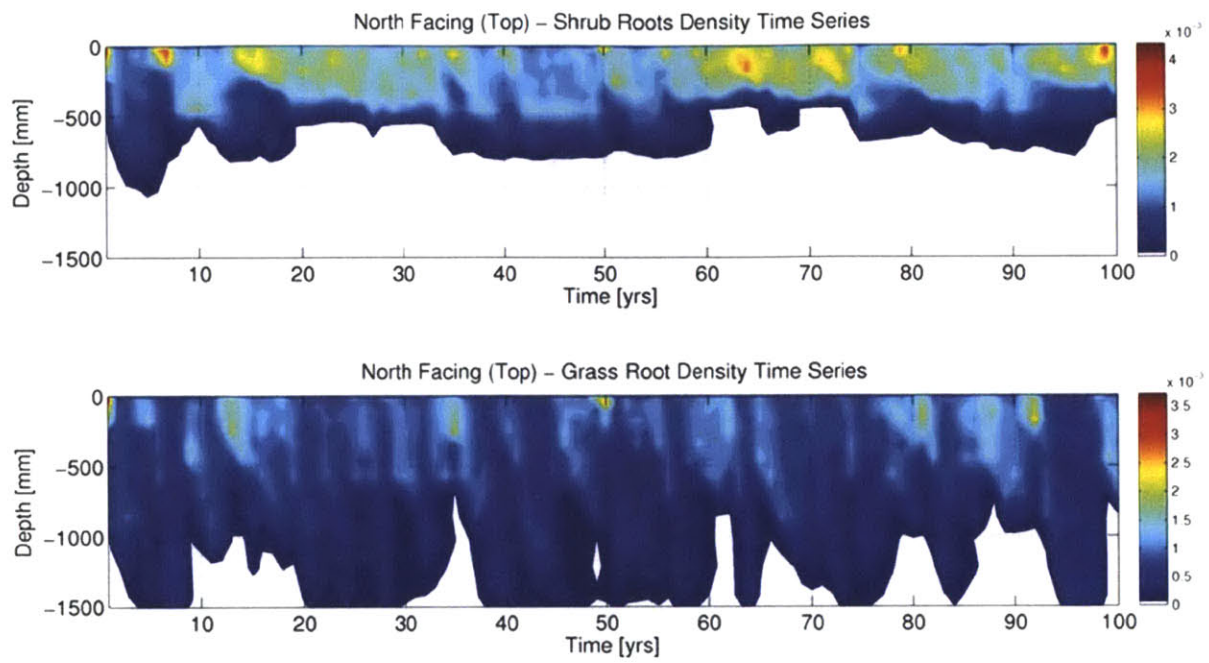 North Facing (Top) – Shrub Roots Density Time Series
x 10⁻³
0
−500
−1000
−1500
Depth [mm]
10 20 30 40 50 60 70 80 90 100
Time [yrs]
4
3
2
1
0
North Facing (Top) – Grass Root Density Time Series
x 10⁻³
0
−500
−1000
−1500
Depth [mm]
10 20 30 40 50 60 70 80 90 100
Time [yrs]
3 5
3
2 5
2
1 5
1
0 5
0